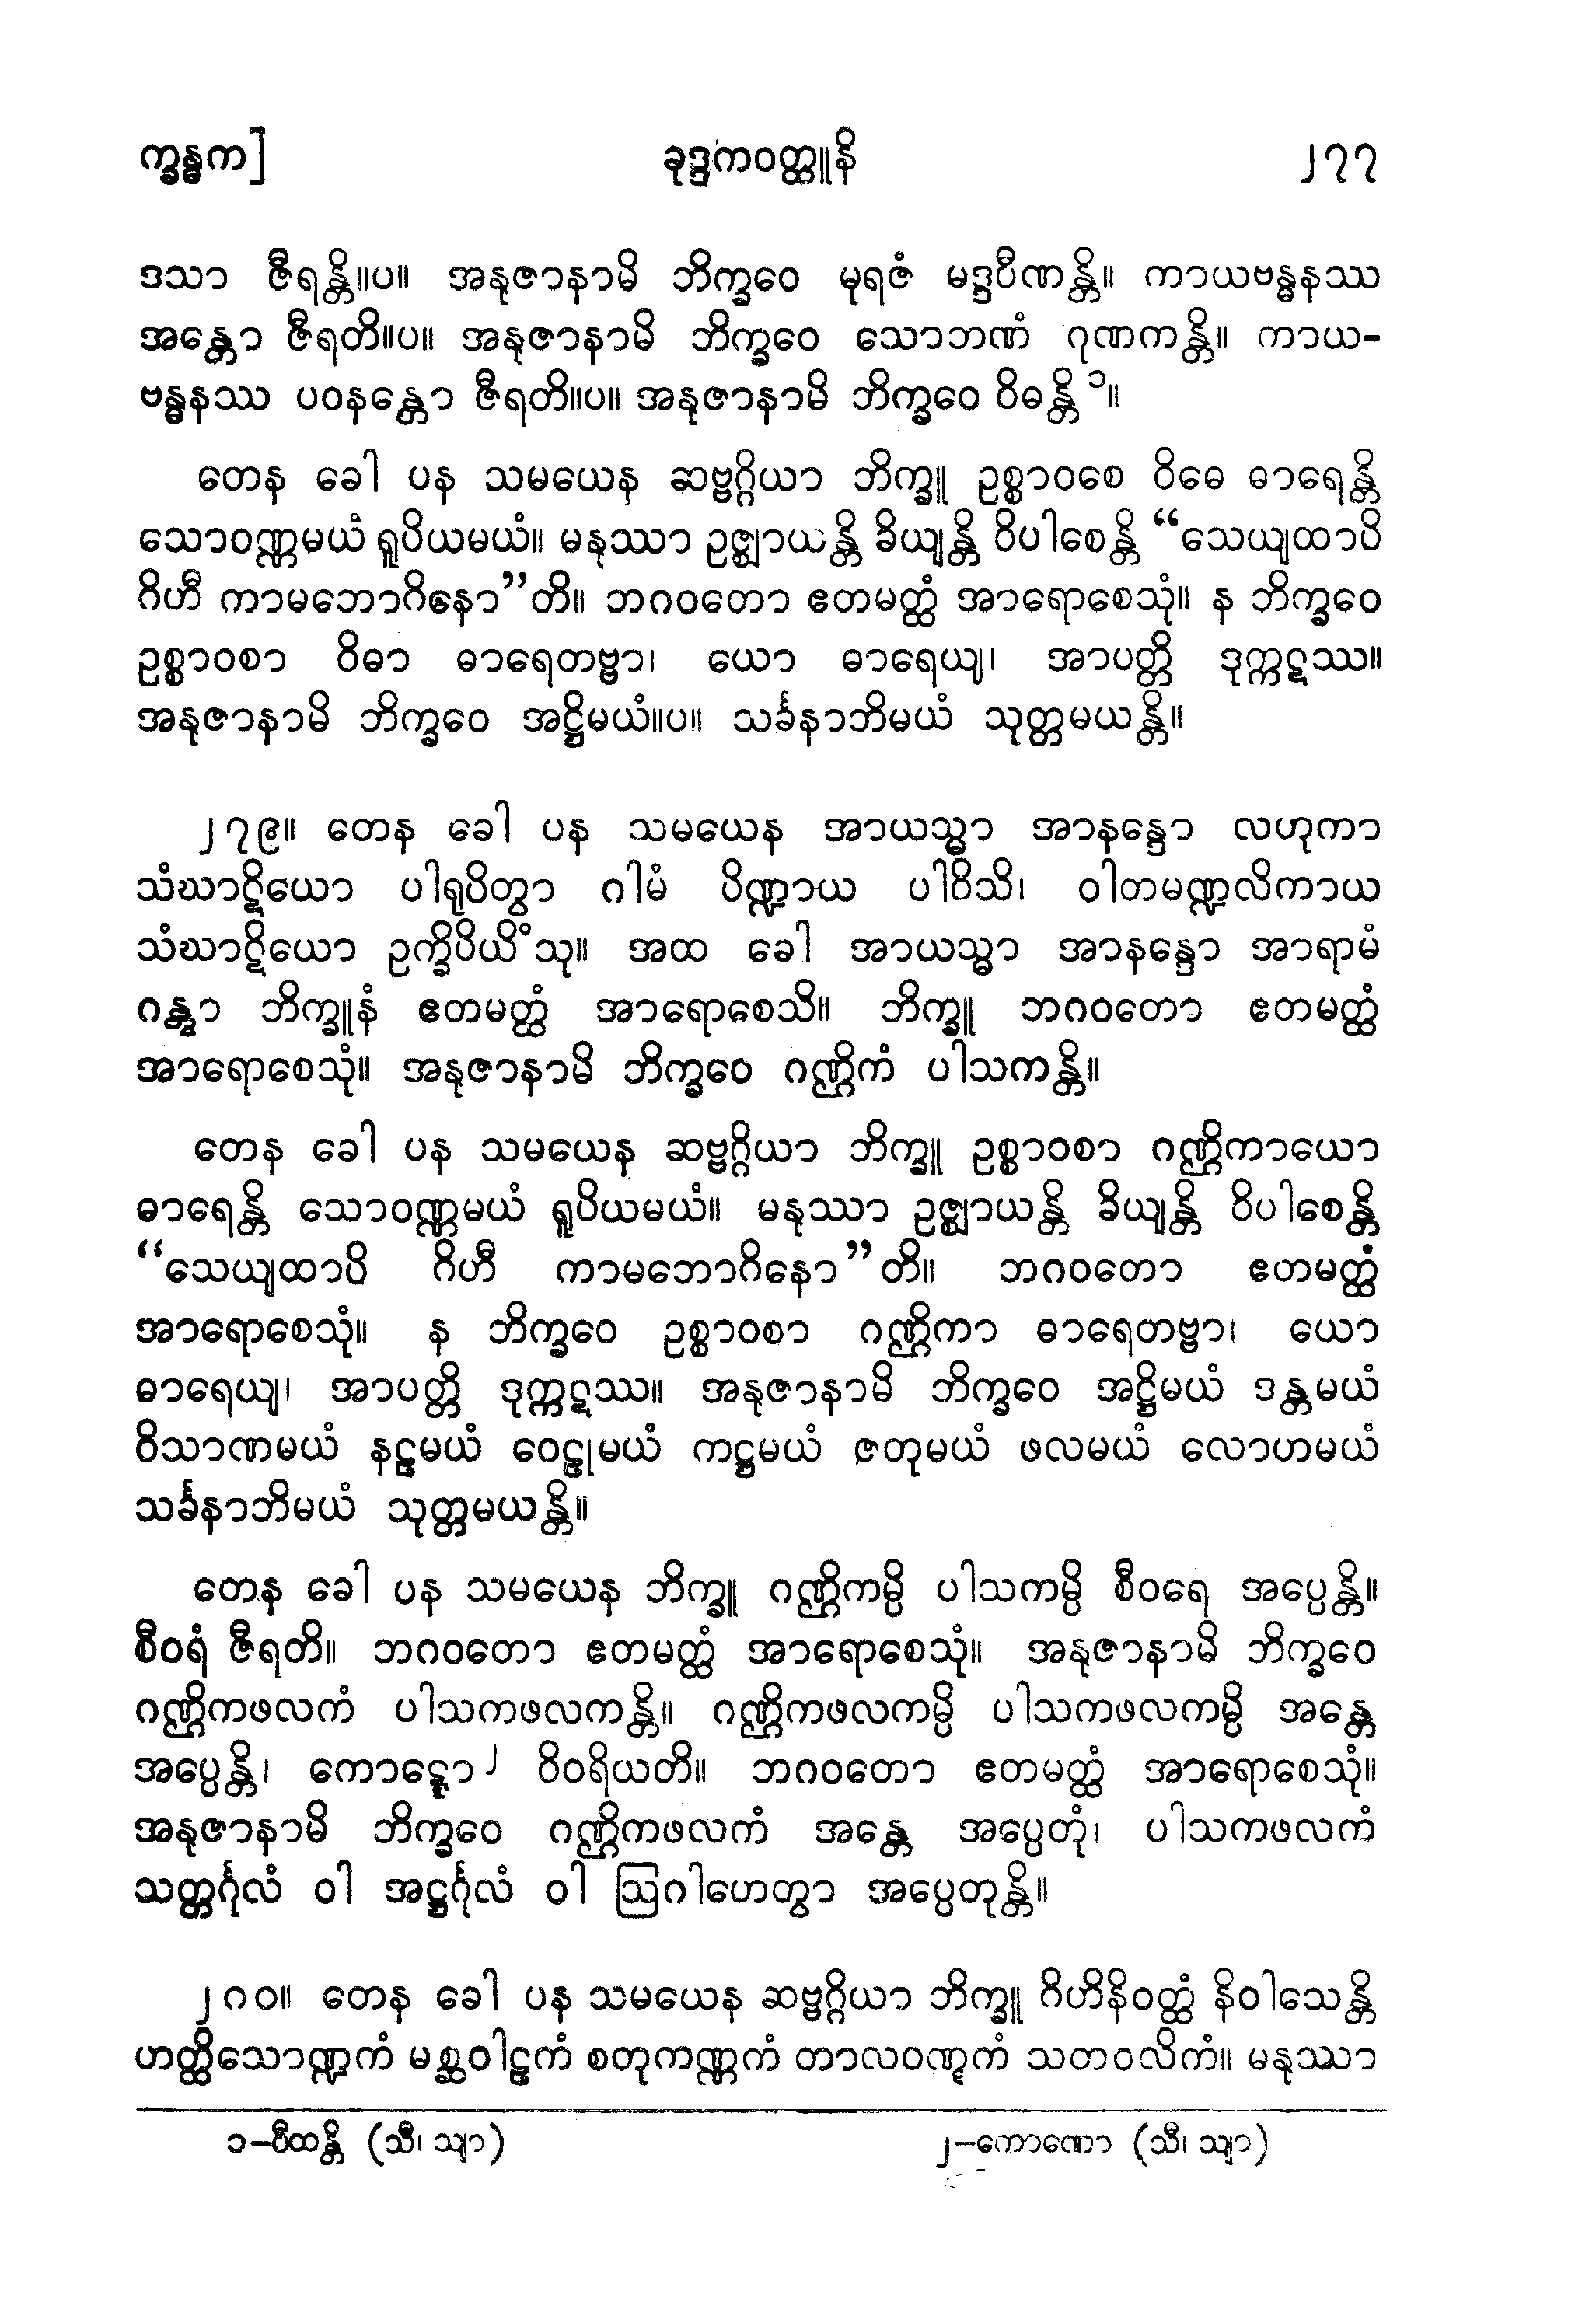 က္ခန္ဓက]
ခုဒ္ဒကဝတ္ထူနိ
၂၇၇
ဒသာ ဇီရန္တိ။ပ။ အနုဇာနာမိ ဘိက္ခဝေ မုရဇံ မဒ္ဒဝီဏန္တိ။ ကာယဗန္ဓနဿ
အန္တော ဇီရတိ။ပ။ အနုဇာနာမိ ဘိက္ခဝေ သောဘဏံ ဂုဏကန္တိ။ ကာယ-
ဗန္ဓနဿ ပဝနန္တော ဇီရတိ။ပ။ အနုဇာနာမိ ဘိက္ခဝေ ဝိဓန္တိ ၁။
တေန ခေါ ပန သမယေန ဆဗ္ဗဂ္ဂိယာ ဘိက္ခူ ဥစ္စာဝစေ ဝိဓေ ဓာရေန္တိ
သောဝဏ္ဏမယံ ရူပိယမယံ။ မနုဿာ ဥဇ္ဈာယန္တိ ခိယျန္တိ ဝိပါစေန္တိ “သေယျထာပိ
ဂိဟီ ကာမဘောဂိနော”တိ။ ဘဂဝတော ဧတမတ္ထံ အာရောစေသုံ။ န ဘိက္ခဝေ
ဥစ္စာဝစာ ဝိဓာ ဓာရေတဗ္ဗာ၊ ယော ဓာရေယျ၊ အာပတ္တိ ဒုက္ကဋဿ။
အနုဇာနာမိ ဘိက္ခဝေ အဋ္ဌိမယံ။ပ။ သင်္ခနာဘိမယံ သုတ္တမယန္တိ။
၂၇၉။ တေန ခေါ ပန သမယေန အာယသ္မာ အာနန္ဒော လဟုကာ
သံဃာဋိယော ပါရုပိတွာ ဂါမံ ပိဏ္ဍာယ ပါဝိသိ၊ ဝါတမဏ္ဍလိကာယ
သံဃာဋိယော ဥက္ခိပိယိံသု။ အထ ခေါ အာယသ္မာ အာနန္ဒော အာရာမံ
ဂန္တွာ ဘိက္ခူနံ ဧတမတ္ထံ အာရောစေသိ။ ဘိက္ခူ ဘဂဝတော ဧတမတ္ထံ
အာရောစေသုံ။ အနုဇာနာမိ ဘိက္ခဝေ ဂဏ္ဌိကံ ပါသကန္တိ။
တေန ခေါ ပန သမယေန ဆဗ္ဗဂ္ဂိယာ ဘိက္ခူ ဥစ္စာဝစာ ဂဏ္ဌိကာယော
ဓာရေန္တိ သောဝဏ္ဏမယံ ရူပိယမယံ။ မနုဿာ ဥဇ္ဈာယန္တိ ခိယျန္တိ ဝိပါစေန္တိ
“သေယျထာပိ ဂိဟီ ကာမဘောဂိနော”တိ။ ဘဂဝတော ဧတမတ္ထံ
အာရောစေသုံ။ န ဘိက္ခဝေ ဥစ္စာဝစာ ဂဏ္ဌိကာ ဓာရေတဗ္ဗာ၊ ယော
ဓာရေယျ၊ အာပတ္တိ ဒုက္ကဋဿ။ အနုဇာနာမိ ဘိက္ခဝေ အဋ္ဌိမယံ ဒန္တမယံ
ဝိသာဏမယံ နဠမယံ ဝေဠုမယံ ကဋ္ဌမယံ ဇတုမယံ ဖလမယံ လောဟမယံ
သင်္ခနာဘိမယံ သုတ္တမယန္တိ။
တေန ခေါ ပန သမယေန ဘိက္ခူ ဂဏ္ဌိကမ္ပိ ပါသကမ္ပိ စီဝရေ အပ္ပေန္တိ။
စီဝရံ ဇီရတိ။ ဘဂဝတော ဧတမတ္ထံ အာရောစေသုံ။ အနုဇာနာမိ ဘိက္ခဝေ
ဂဏ္ဌိကဖလကံ ပါသကဖလကန္တိ။ ဂဏ္ဌိကဖလကမ္ပိ ပါသကဖလကမ္ပိ အန္တေ
အပ္ပေန္တိ၊ ကောဋ္ဋော ၂ ဝိဝရိယတိ။ ဘဂဝတော ဧတမတ္ထံ အာရောစေသုံ။
အနုဇာနာမိ ဘိက္ခဝေ ဂဏ္ဌိကဖလကံ အန္တေ အပ္ပေတုံ၊ ပါသကဖလကံ
သတ္တင်္ဂုလံ ဝါ အဋ္ဌင်္ဂုလံ ဝါ ဩဂါဟေတွာ အပ္ပေတုန္တိ။
၂၈၀။ တေန ခေါ ပန သမယေန ဆဗ္ဗဂ္ဂိယာ ဘိက္ခူ ဂိဟိနိဝတ္ထံ နိဝါသေန္တိ
ဟတ္ထိသောဏ္ဍကံ မစ္ဆဝါဠကံ စတုကဏ္ဏကံ တာလဝဏ္ဋကံ သတဝလိကံ။ မနုဿာ
၁-ဝီထန္တိ (သီ၊ သျာ)
၂-ကောဏော (သီ၊ သျာ)